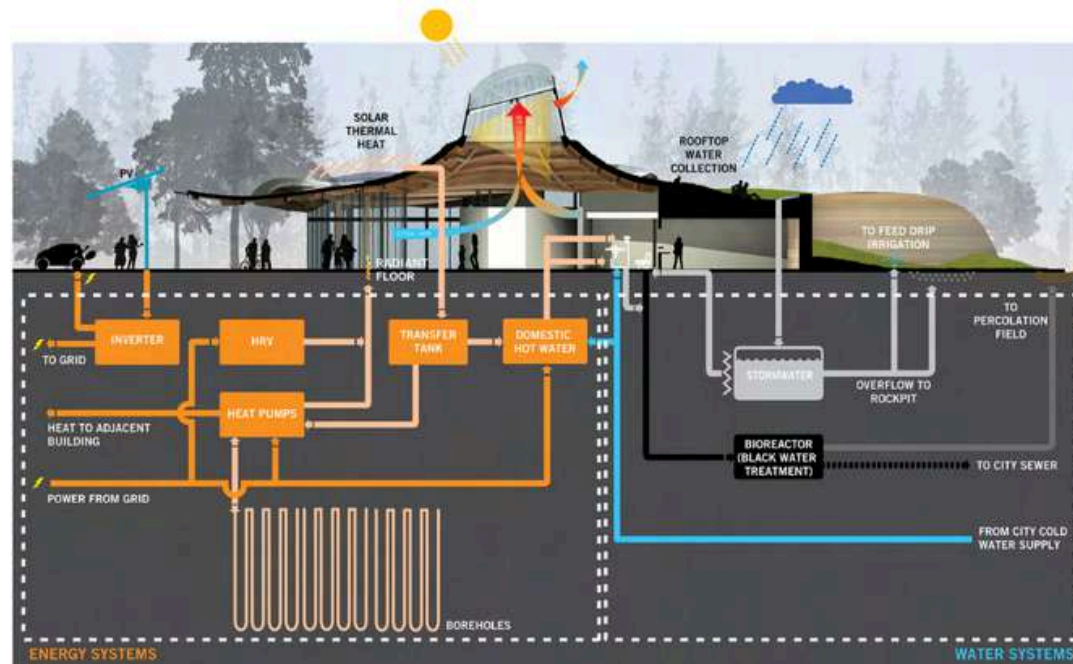 SOLAR
THERMAL
HEAT
ROOFTOP
WATER
COLLECTION
PV
TO FEED DRIP
IRRIGATION
RADIANT
FLOOR
INVERTER
HRV
TRANSFER
TANK
DOMESTIC
HOT WATER
TO
PERCOLATION
FIELD
TO GRID
STORMWATER
OVERFLOW TO
ROCKPIT
HEAT PUMPS
HEAT TO ADJACENT
BUILDING
BIOREACTOR
(BLACK WATER
TREATMENT)
TO CITY SEWER
POWER FROM GRID
FROM CITY COLD
WATER SUPPLY
BOREHOLES
ENERGY SYSTEMS
WATER SYSTEMS